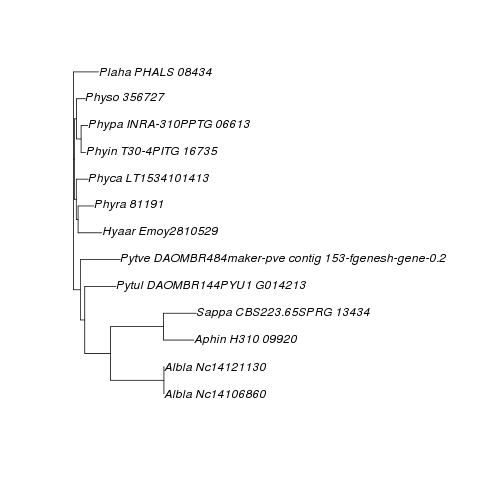 Plaha PHALS 08434
Physo 356727
Phypa INRA-310PPTG 06613
Phyin T30-4PITG 16735
Phyca LT1534101413
Phyra 81191
Hyaar Emoy2810529
Pytve DAOMBR484maker-pve contig 153-fgenesh-gene-0.2
Pytul DAOMBR144PYU1 G014213
Sappa CBS223.65SPRG 13434
Aphin H310 09920
Albla Nc14121130
Albla Nc14106860